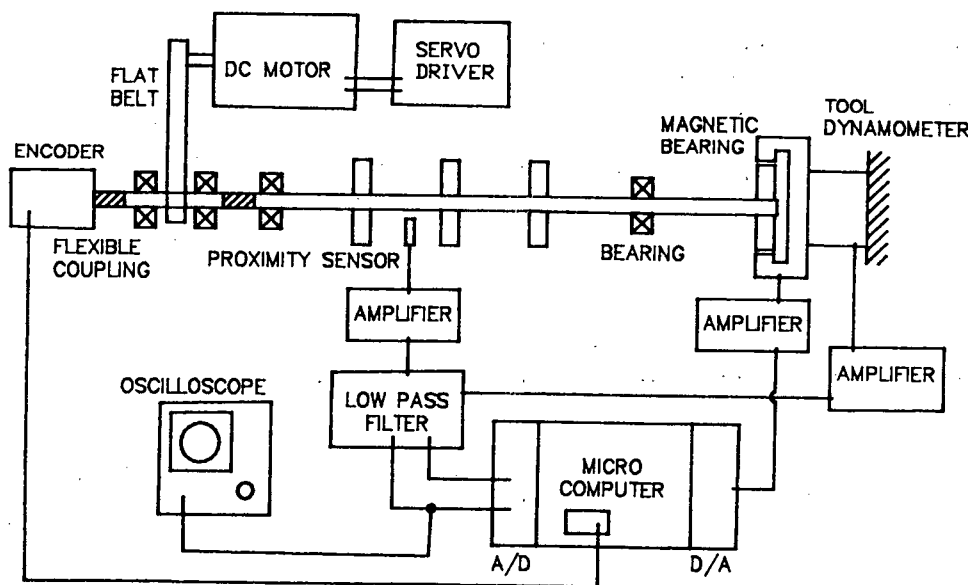 FLAT
BELT
DC MOTOR
SERVO
DRIVER
MAGNETIC
BEARING
TOOL
DYNAMOMETER
ENCODER
FLEXIBLE
COUPLING
PROXIMITY SENSOR
BEARING
AMPLIFIER
AMPLIFIER
AMPLIFIER
OSCILLOSCOPE
LOW PASS
FILTER
MICRO
COMPUTER
A/D
D/A